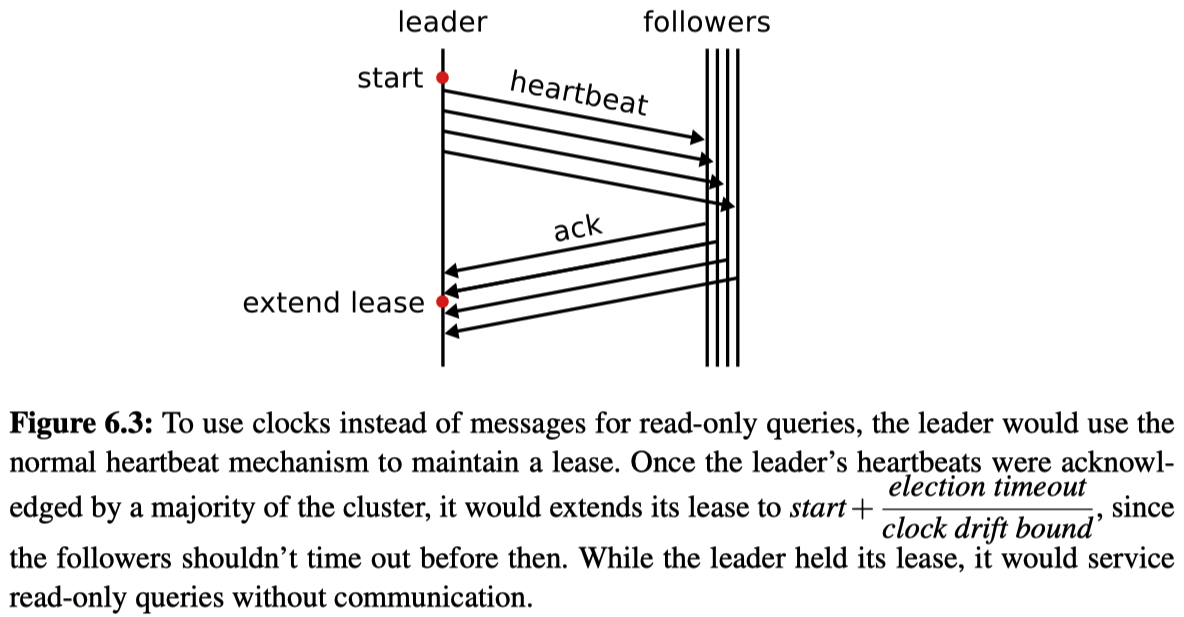 leader followers
start
heartbeat
ack
extend lease
Figure 6.3: To use clocks instead of messages for read-only queries, the leader would use the
normal heartbeat mechanism to maintain a lease. Once the leader's heartbeats were acknowl-
edged by a majority of the cluster, it would extends its lease to start + election timeout / clock drift bound, since
the followers shouldn't time out before then. While the leader held its lease, it would service
read-only queries without communication.